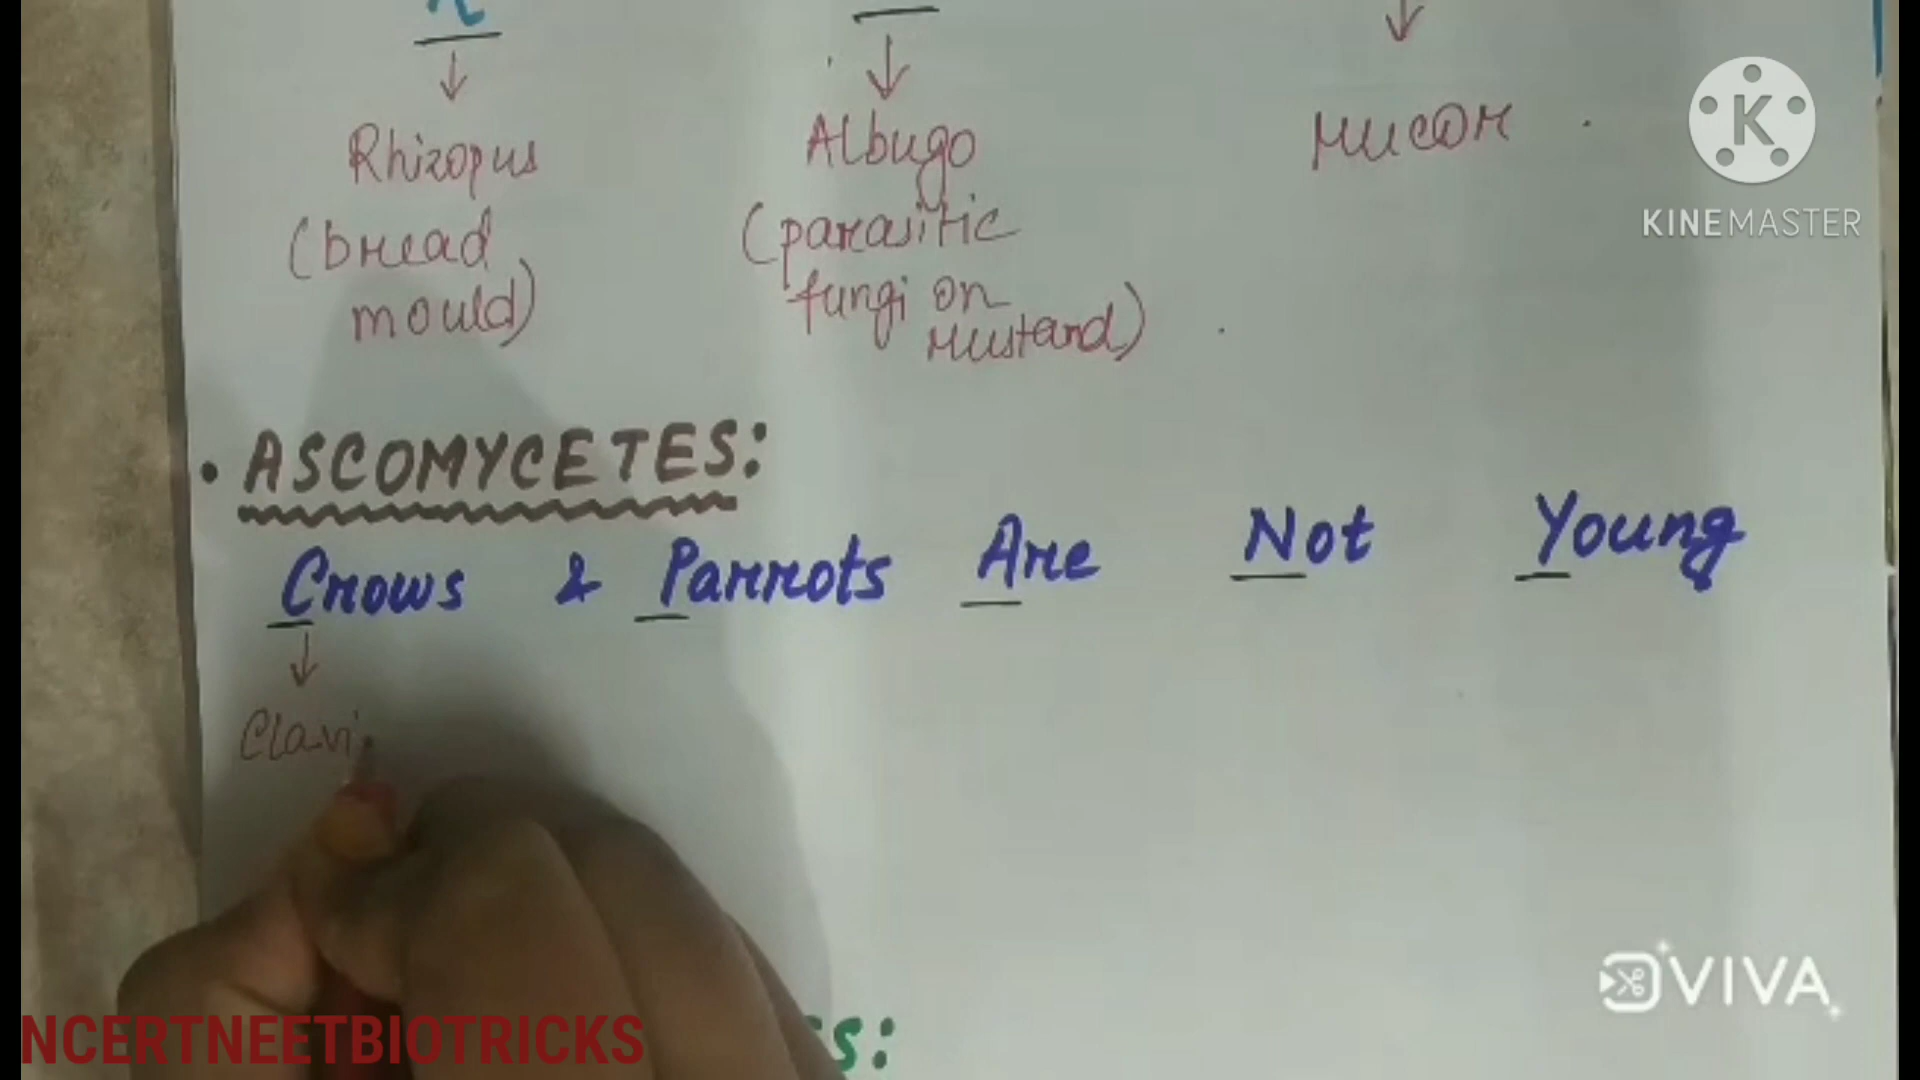 Rhizopus
(bread
mould)
Albugo
(parasitic
fungi on
Mustard)
Mucor
KINEMASTER
• ASCOMYCETES:
Crows & Parrots Are Not Young
Clavi
VIVA
NCERTNEETBIOTRICKS
S: